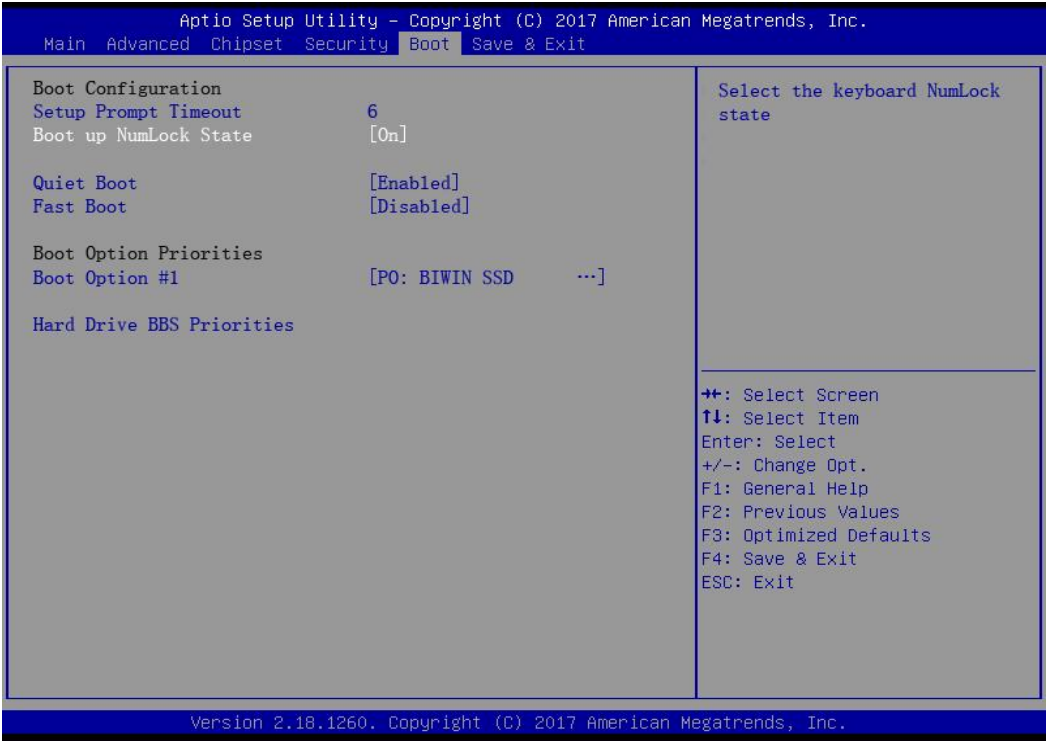 Aptio Setup Utility – Copyright (C) 2017 American Megatrends, Inc.
Main Advanced Chipset Security Boot Save & Exit
Boot Configuration
Setup Prompt Timeout 6
Boot up NumLock State [On]
Quiet Boot [Enabled]
Fast Boot [Disabled]
Boot Option Priorities
Boot Option #1 [PO: BIWIN SSD ...]
Hard Drive BBS Priorities
Select the keyboard NumLock
state
→←: Select Screen
↑↓: Select Item
Enter: Select
+/-: Change Opt.
F1: General Help
F2: Previous Values
F3: Optimized Defaults
F4: Save & Exit
ESC: Exit
Version 2.18.1260. Copyright (C) 2017 American Megatrends, Inc.